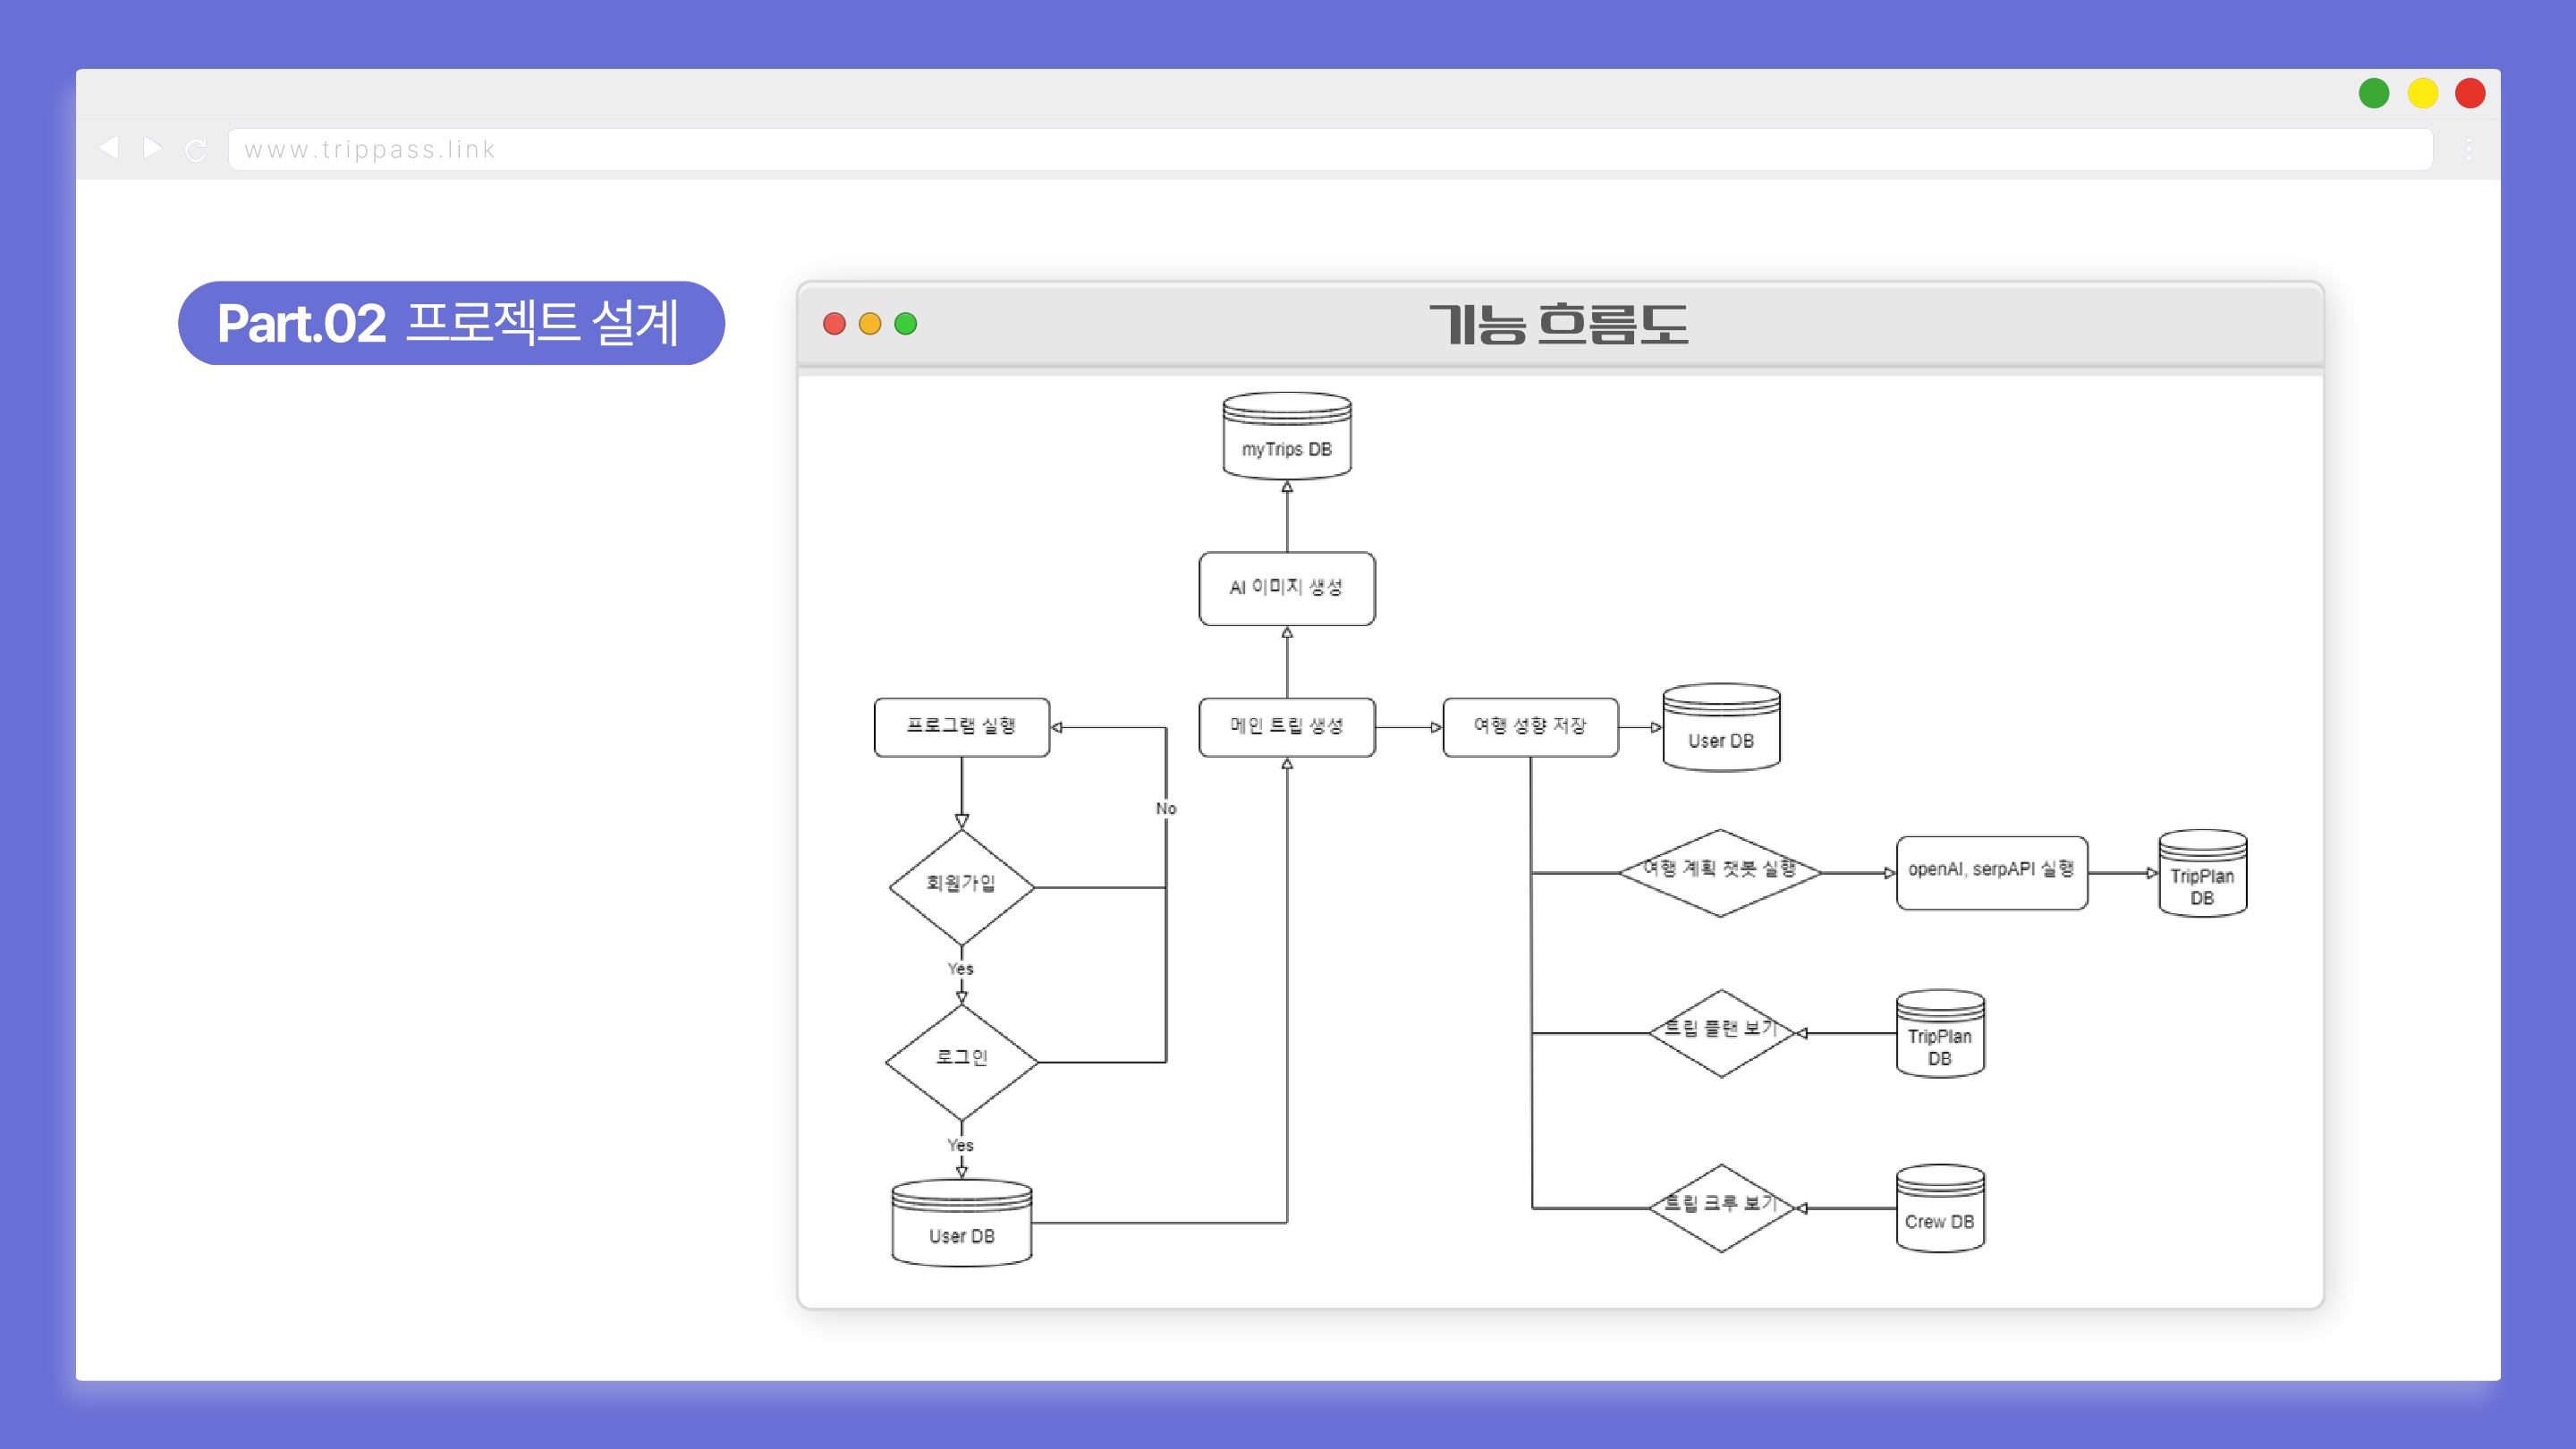 www.trippass.link
Part.02 프로젝트 설계
기능 흐름도
myTrips DB
AI 이미지 생성
프로그램 실행
메인 트립 생성
여행 성향 저장
User DB
No
회원가입
여행 계획 챗봇 실행
openAI, serpAPI 실행
TripPlan
DB
Yes
로그인
트립 플랜 보기
TripPlan
DB
Yes
User DB
트립 크루 보기
Crew DB